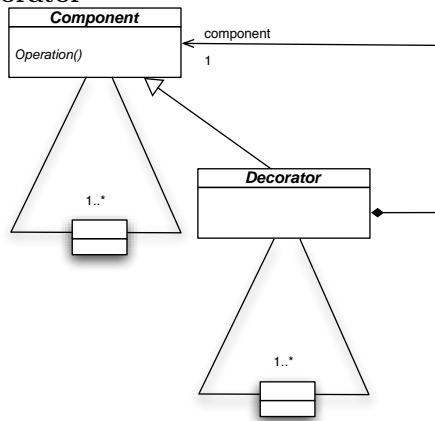 Component
Operation()
component
1
Decorator
1..*
1..*